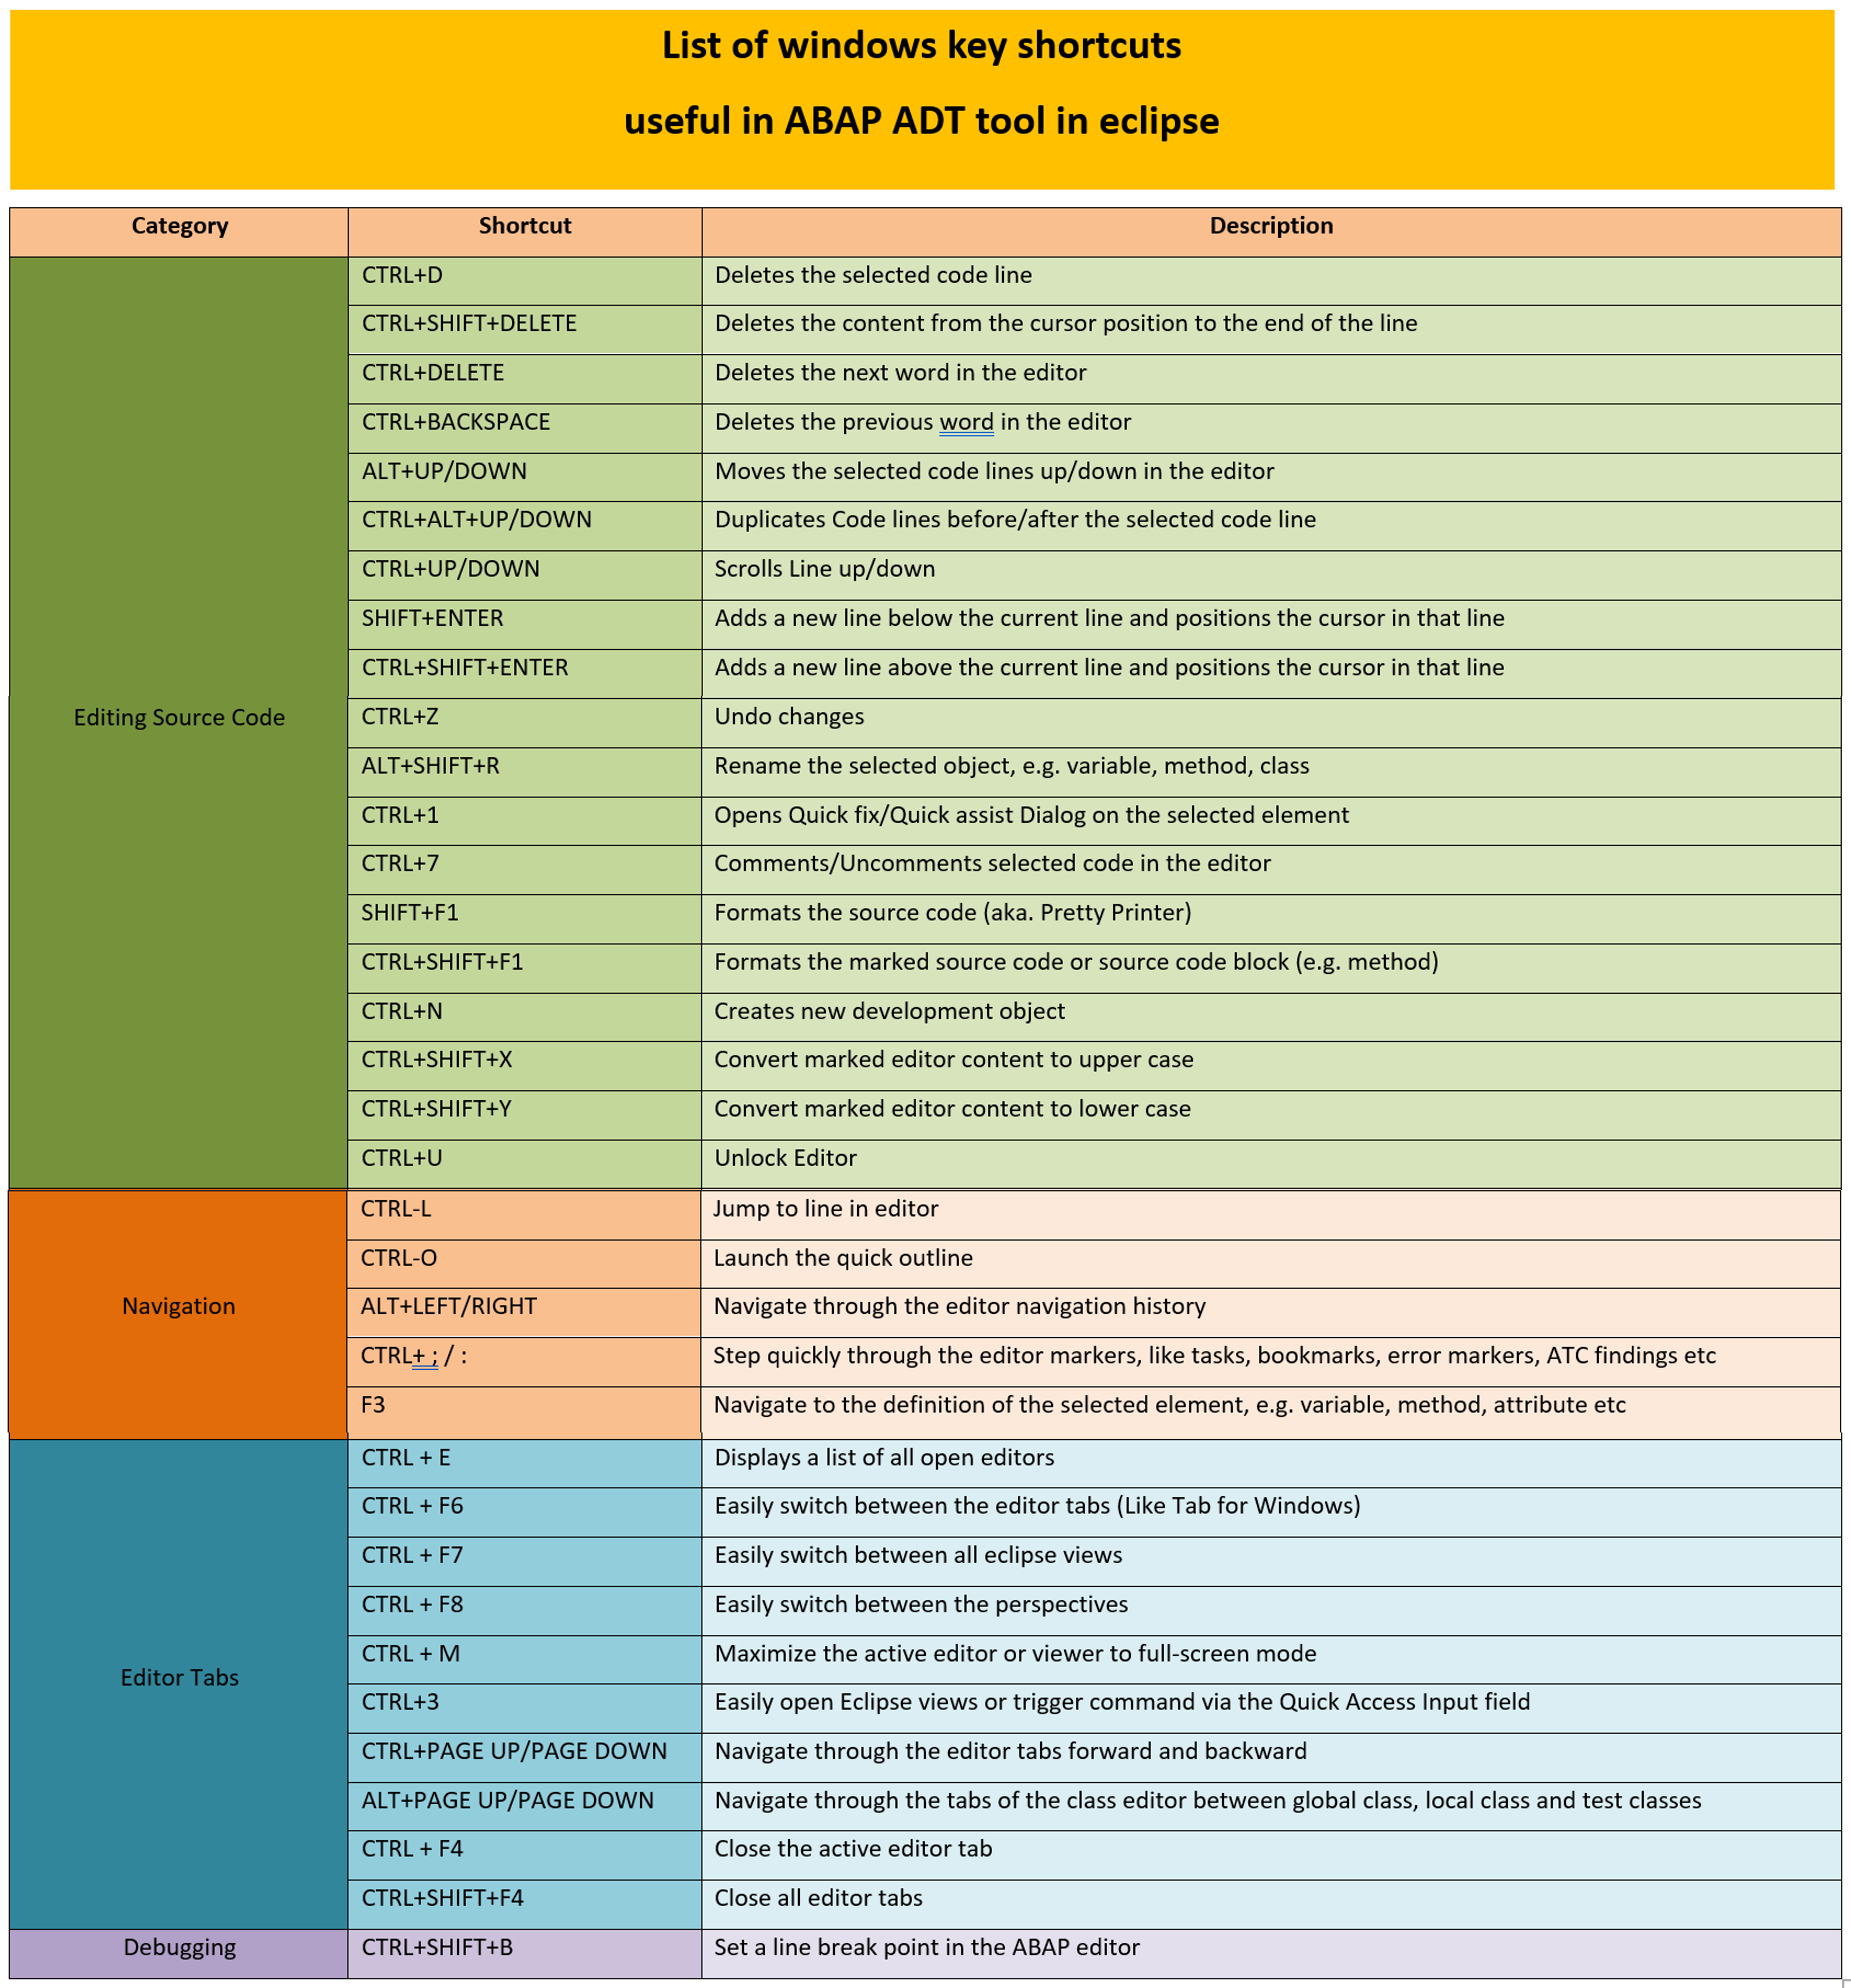 List of windows key shortcuts
useful in ABAP ADT tool in eclipse
Category Shortcut Description
Editing Source Code
CTRL+D Deletes the selected code line
CTRL+SHIFT+DELETE Deletes the content from the cursor position to the end of the line
CTRL+DELETE Deletes the next word in the editor
CTRL+BACKSPACE Deletes the previous word in the editor
ALT+UP/DOWN Moves the selected code lines up/down in the editor
CTRL+ALT+UP/DOWN Duplicates Code lines before/after the selected code line
CTRL+UP/DOWN Scrolls Line up/down
SHIFT+ENTER Adds a new line below the current line and positions the cursor in that line
CTRL+SHIFT+ENTER Adds a new line above the current line and positions the cursor in that line
CTRL+Z Undo changes
ALT+SHIFT+R Rename the selected object, e.g. variable, method, class
CTRL+1 Opens Quick fix/Quick assist Dialog on the selected element
CTRL+7 Comments/Uncomments selected code in the editor
SHIFT+F1 Formats the source code (aka. Pretty Printer)
CTRL+SHIFT+F1 Formats the marked source code or source code block (e.g. method)
CTRL+N Creates new development object
CTRL+SHIFT+X Convert marked editor content to upper case
CTRL+SHIFT+Y Convert marked editor content to lower case
CTRL+U Unlock Editor
Navigation
CTRL-L Jump to line in editor
CTRL-O Launch the quick outline
ALT+LEFT/RIGHT Navigate through the editor navigation history
CTRL+ ; / : Step quickly through the editor markers, like tasks, bookmarks, error markers, ATC findings etc
F3 Navigate to the definition of the selected element, e.g. variable, method, attribute etc
Editor Tabs
CTRL + E Displays a list of all open editors
CTRL + F6 Easily switch between the editor tabs (Like Tab for Windows)
CTRL + F7 Easily switch between all eclipse views
CTRL + F8 Easily switch between the perspectives
CTRL + M Maximize the active editor or viewer to full-screen mode
CTRL+3 Easily open Eclipse views or trigger command via the Quick Access Input field
CTRL+PAGE UP/PAGE DOWN Navigate through the editor tabs forward and backward
ALT+PAGE UP/PAGE DOWN Navigate through the tabs of the class editor between global class, local class and test classes
CTRL + F4 Close the active editor tab
CTRL+SHIFT+F4 Close all editor tabs
Debugging CTRL+SHIFT+B Set a line break point in the ABAP editor